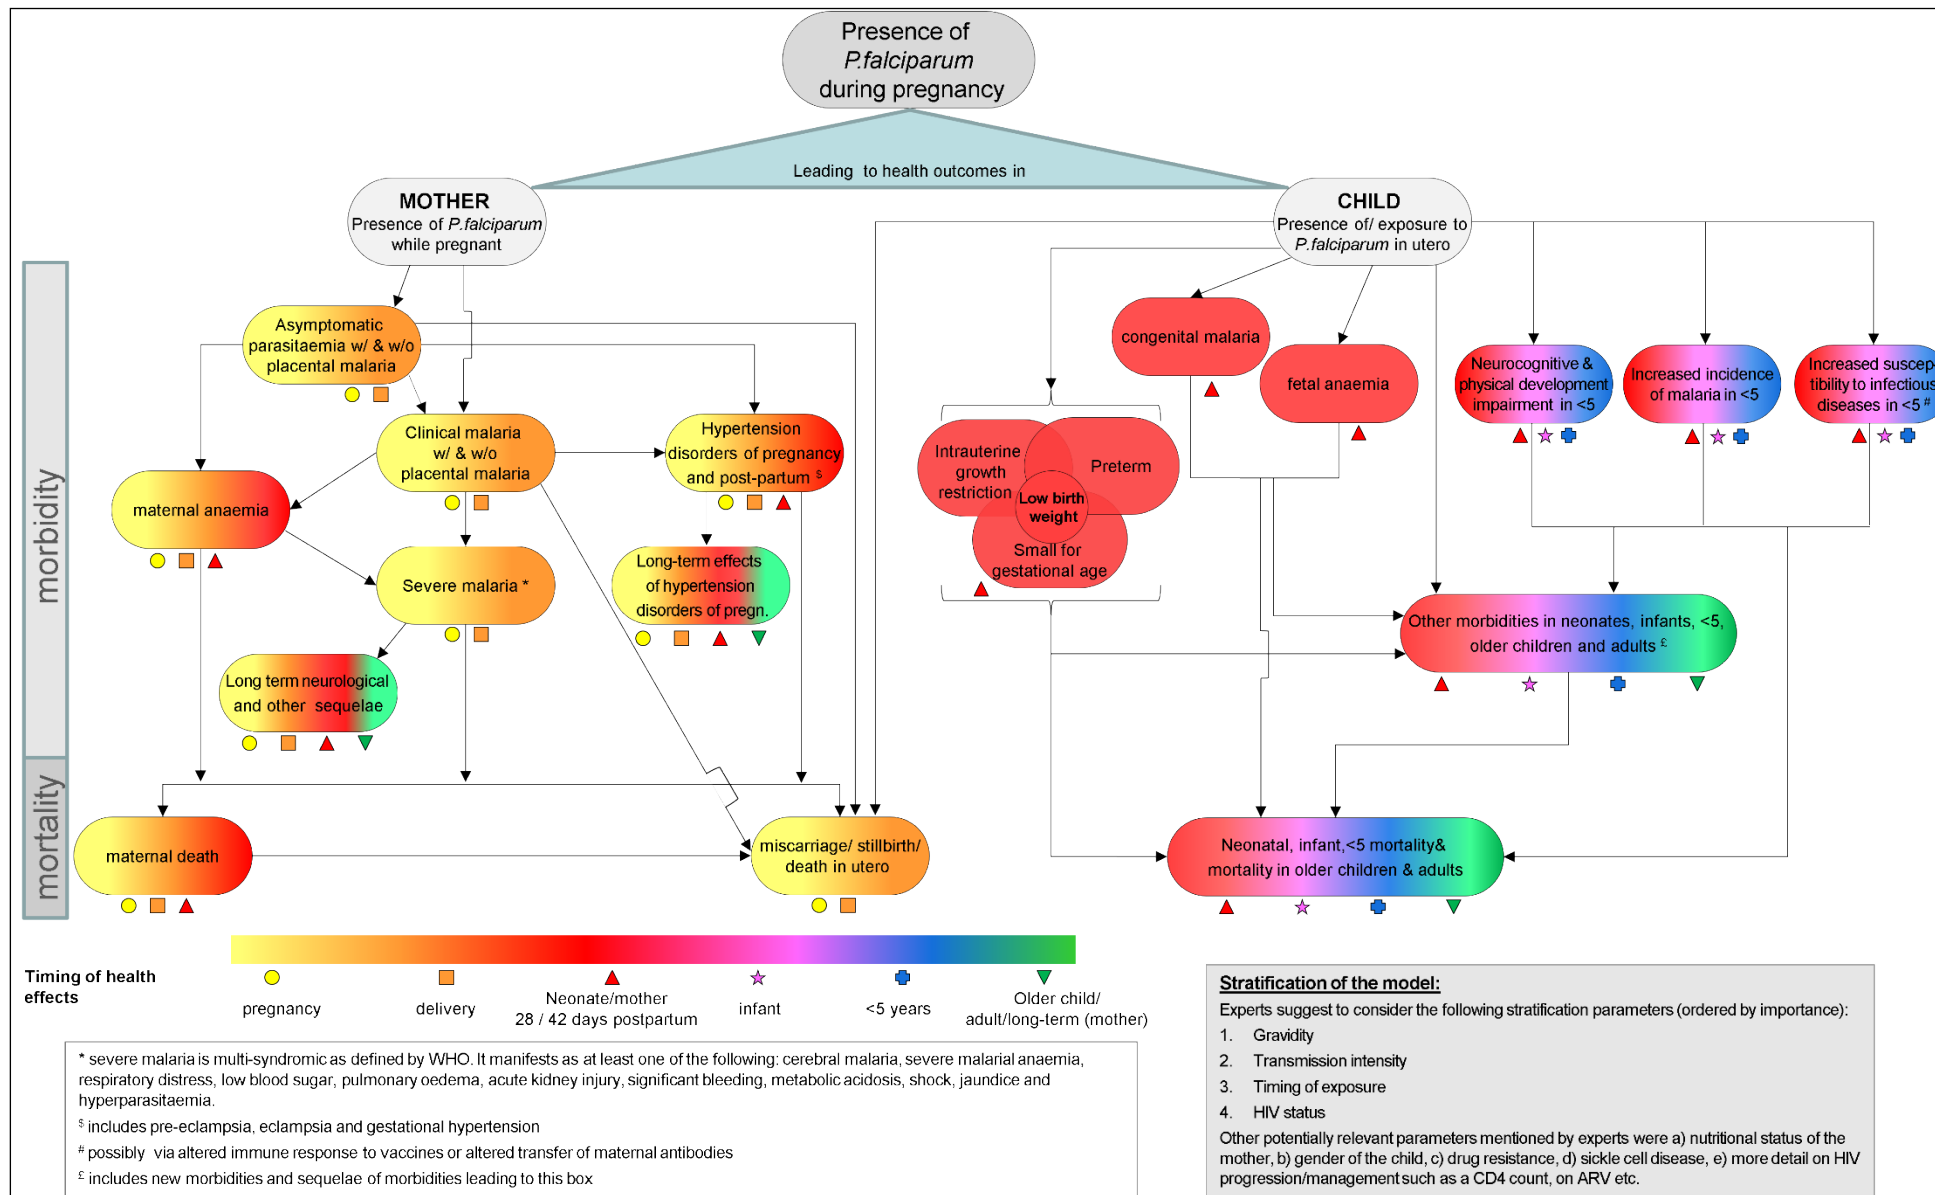 Presence of
P.falciparum
during pregnancy
Leading to health outcomes in
MOTHER
Presence of P.falciparum
while pregnant
CHILD
Presence of/ exposure to
P.falciparum in utero
morbidity
mortality
Asymptomatic
parasitaemia w/ & w/o
placental malaria
Clinical malaria
w/ & w/o
placental malaria
Hypertension
disorders of pregnancy
and post-partum $
maternal anaemia
Severe malaria *
Long-term effects
of hypertension
disorders of pregn.
Long term neurological
and other sequelae
maternal death
miscarriage/ stillbirth/
death in utero
congenital malaria
fetal anaemia
Neurocognitive &
physical development
impairment in <5
Increased incidence
of malaria in <5
Increased suscep-
tibility to infectious
diseases in <5 #
Intrauterine
growth
restriction
Preterm
Low birth
weight
Small for
gestational age
Other morbidities in neonates, infants, <5,
older children and adults £
Neonatal, infant,<5 mortality&
mortality in older children & adults
Timing of health
effects
pregnancy
delivery
Neonate/mother
28 / 42 days postpartum
infant
<5 years
Older child/
adult/long-term (mother)
* severe malaria is multi-syndromic as defined by WHO. It manifests as at least one of the following: cerebral malaria, severe malarial anaemia,
respiratory distress, low blood sugar, pulmonary oedema, acute kidney injury, significant bleeding, metabolic acidosis, shock, jaundice and
hyperparasitaemia.
$ includes pre-eclampsia, eclampsia and gestational hypertension
# possibly via altered immune response to vaccines or altered transfer of maternal antibodies
£ includes new morbidities and sequelae of morbidities leading to this box
Stratification of the model:
Experts suggest to consider the following stratification parameters (ordered by importance):
1. Gravidity
2. Transmission intensity
3. Timing of exposure
4. HIV status
Other potentially relevant parameters mentioned by experts were a) nutritional status of the
mother, b) gender of the child, c) drug resistance, d) sickle cell disease, e) more detail on HIV
progression/management such as a CD4 count, on ARV etc.